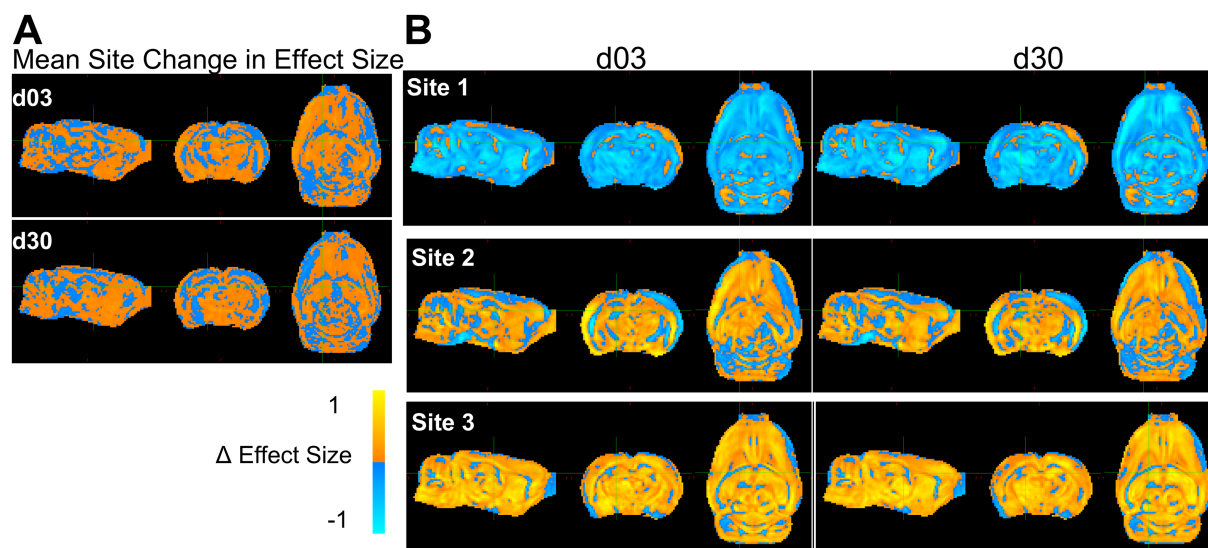 A
Mean Site Change in Effect Size
d03
d30
1
Δ Effect Size
-1
B
d03
d30
Site 1
Site 2
Site 3